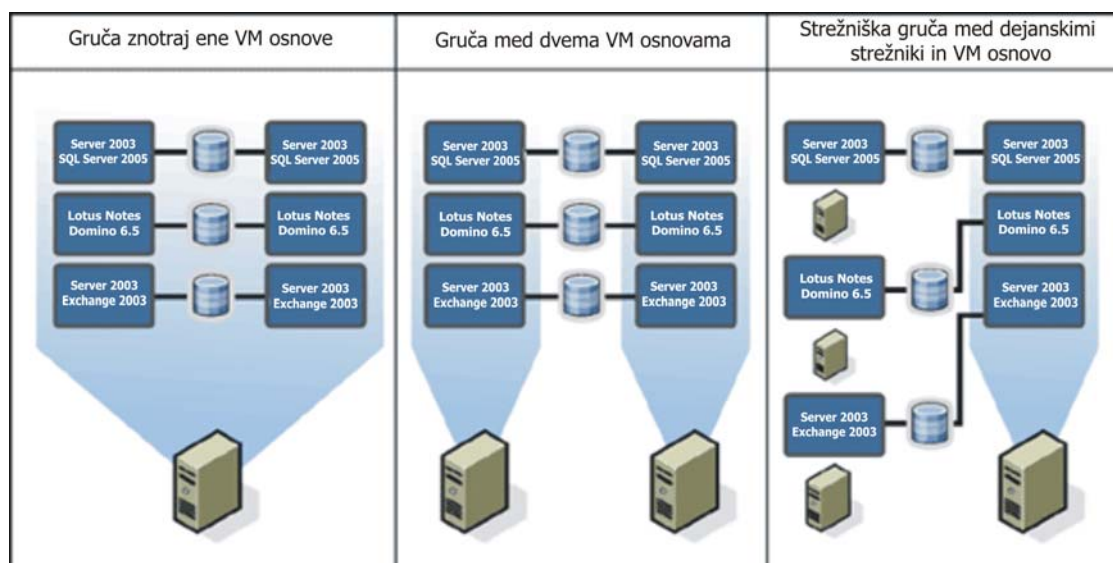 Gruča znotraj ene VM osnove
Server 2003
SQL Server 2005
Server 2003
SQL Server 2005
Lotus Notes
Domino 6.5
Lotus Notes
Domino 6.5
Server 2003
Exchange 2003
Server 2003
Exchange 2003
Gruča med dvema VM osnovama
Server 2003
SQL Server 2005
Server 2003
SQL Server 2005
Lotus Notes
Domino 6.5
Lotus Notes
Domino 6.5
Server 2003
Exchange 2003
Server 2003
Exchange 2003
Strežniška gruča med dejanskimi
strežniki in VM osnovo
Server 2003
SQL Server 2005
Server 2003
SQL Server 2005
Lotus Notes
Domino 6.5
Lotus Notes
Domino 6.5
Server 2003
Exchange 2003
Server 2003
Exchange 2003